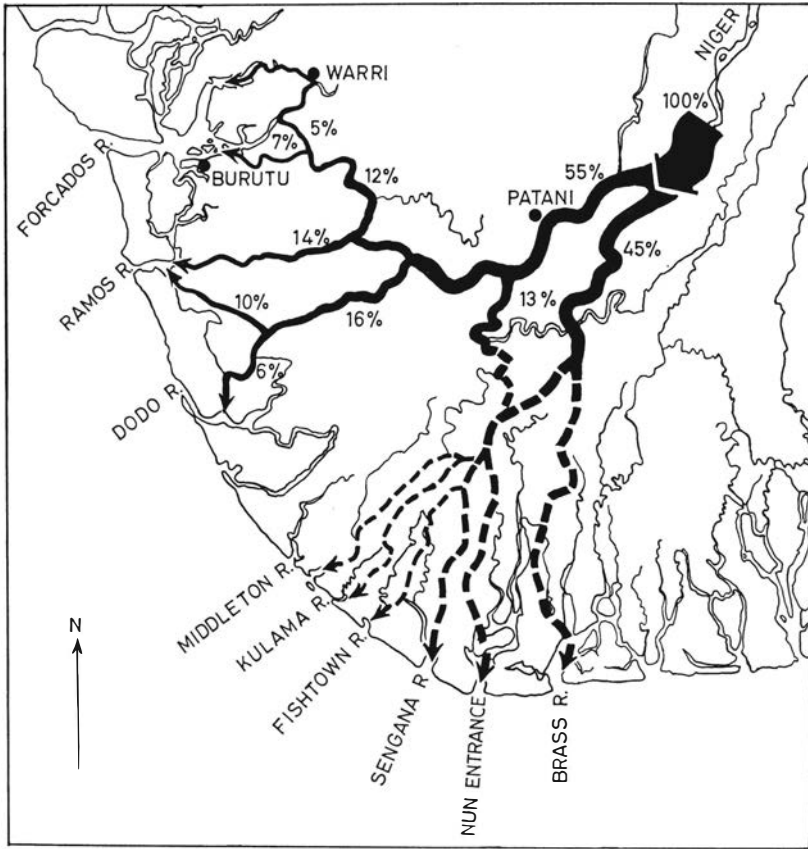 NIGER
100%
WARRI
5%
7%
BURUTU
12%
55%
PATANI
45%
FORCADOS R.
14%
13%
RAMOS R.
10%
16%
6%
DODO R.
MIDDLETON R.
KULAMA R.
FISHTOWN R.
SENGANA R
NUN ENTRANCE
BRASS R.
N